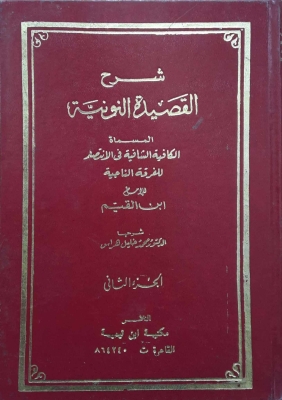 شرح
القصيدة النونية
المسماة
الكافية الشافية في الانتصار
للفرقة الناجية
للإمام
ابن القيم
شرحها
الدكتور محمد خليل هراس
الجزء الثاني
الناشر
مكتبة ابن تيمية
القاهرة ت ٨٦٤٢٤٠